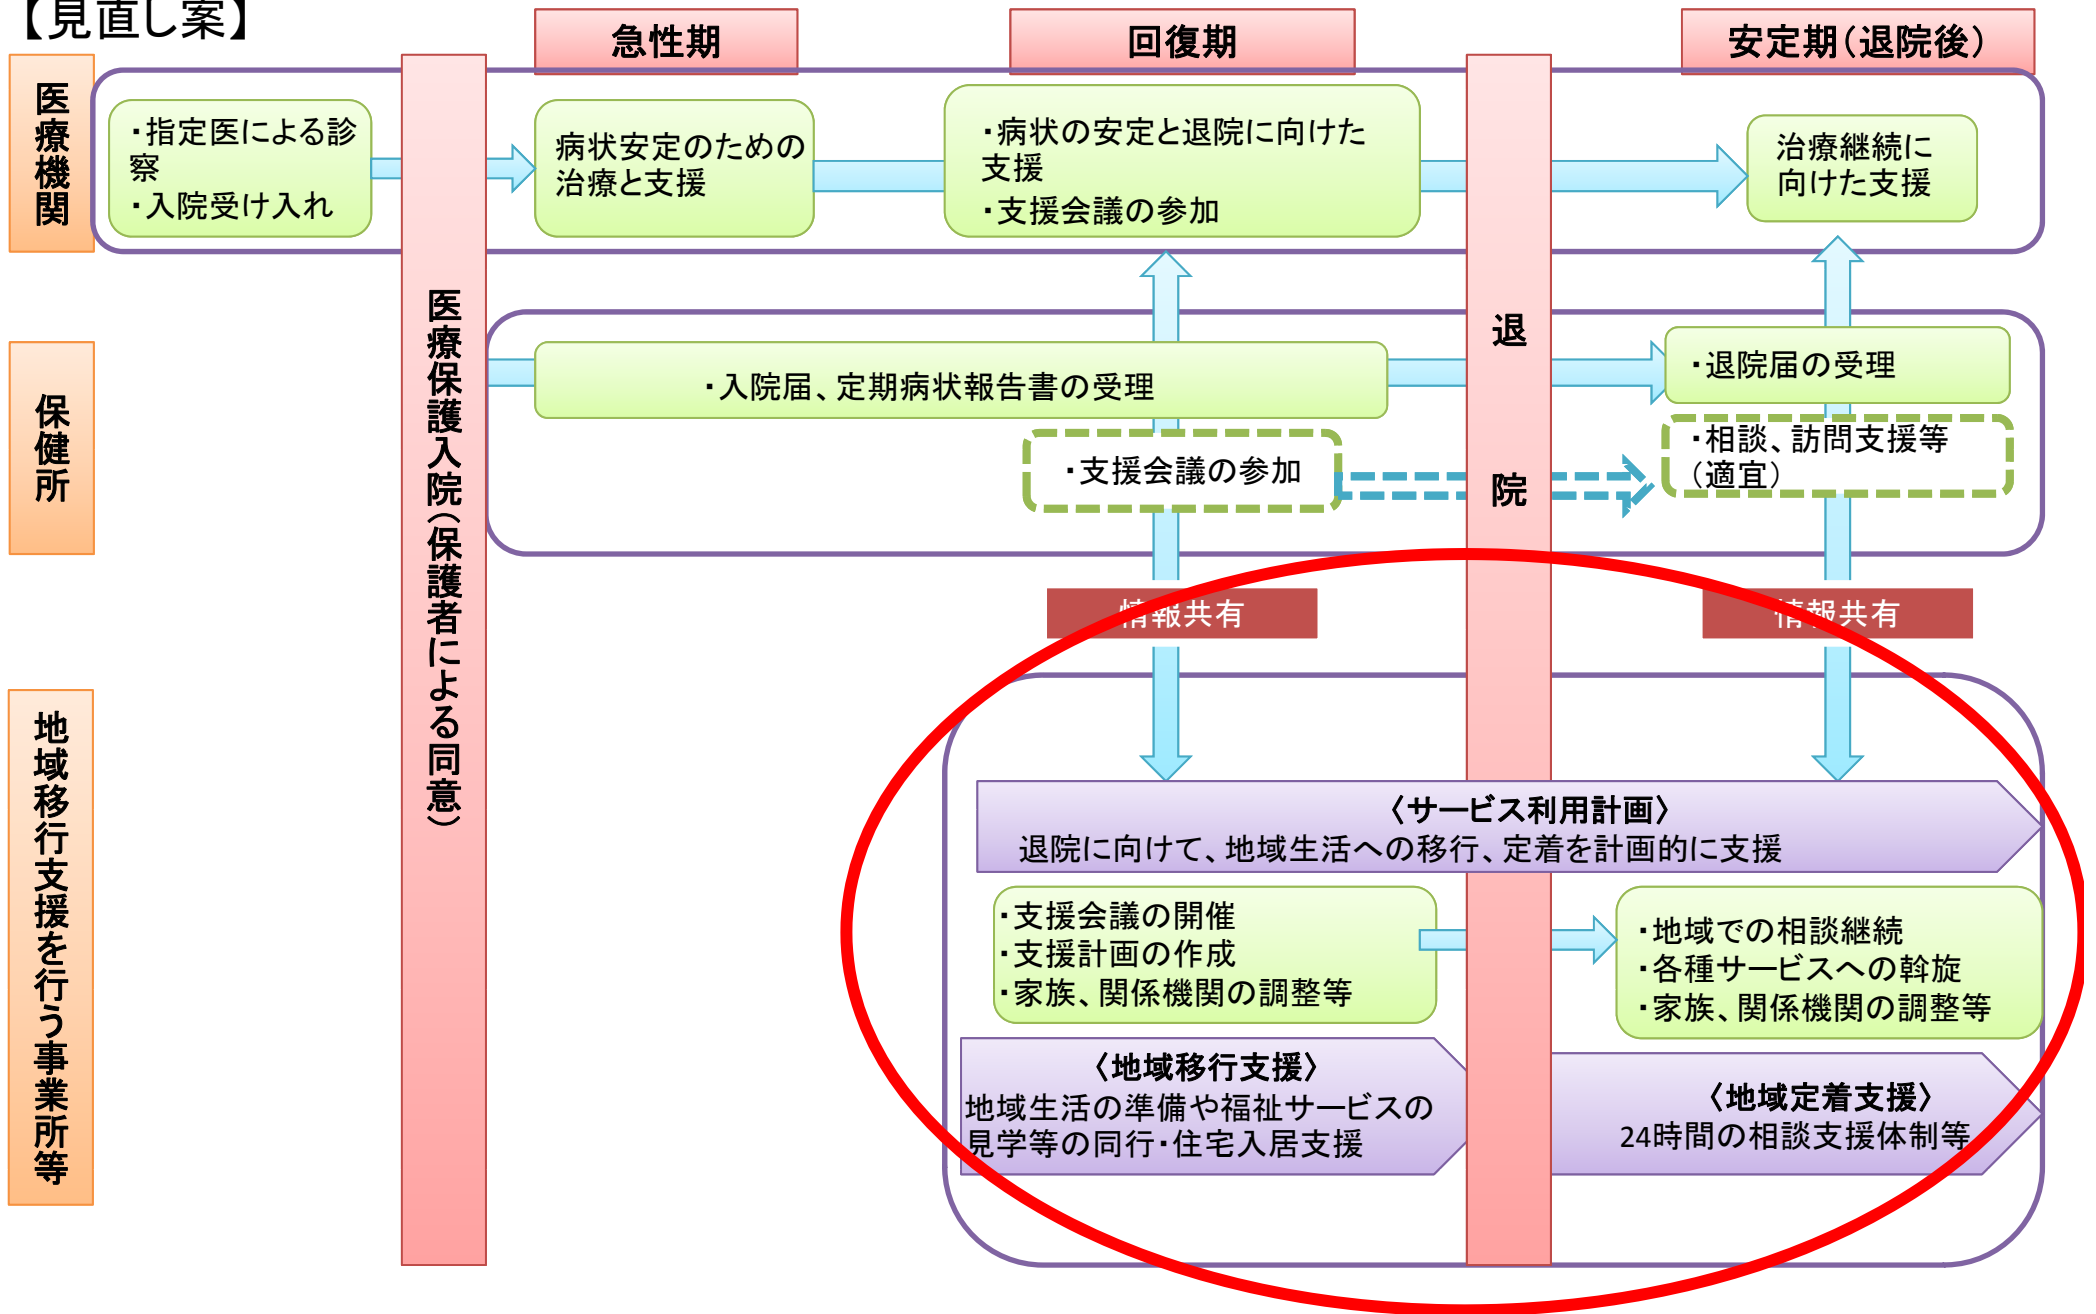 【見直し案】
急性期
回復期
安定期（退院後）
医療機関
・指定医による診
察
・入院受け入れ
病状安定のための
治療と支援
・病状の安定と退院に向けた
支援
・支援会議の参加
治療継続に
向けた支援
医療保護入院（保護者による同意）
退院
保健所
・入院届、定期病状報告書の受理
・退院届の受理
・支援会議の参加
・相談、訪問支援等
（適宜）
情報共有
情報共有
地域移行支援を行う事業所等
〈サービス利用計画〉
退院に向けて、地域生活への移行、定着を計画的に支援
・支援会議の開催
・支援計画の作成
・家族、関係機関の調整等
・地域での相談継続
・各種サービスへの斡旋
・家族、関係機関の調整等
〈地域移行支援〉
地域生活の準備や福祉サービスの
見学等の同行・住宅入居支援
〈地域定着支援〉
24時間の相談支援体制等